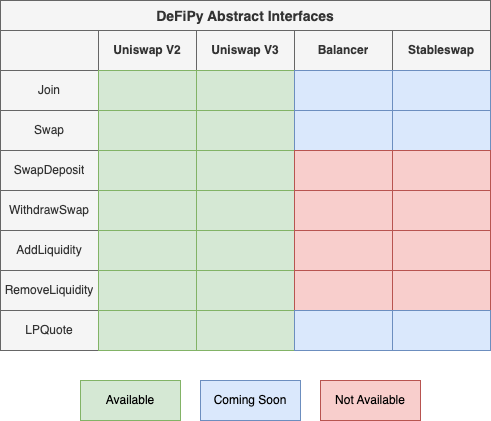 DeFiPy Abstract Interfaces
Uniswap V2 Uniswap V3 Balancer Stableswap
Join
Swap
SwapDeposit
WithdrawSwap
AddLiquidity
RemoveLiquidity
LPQuote
Available Coming Soon Not Available